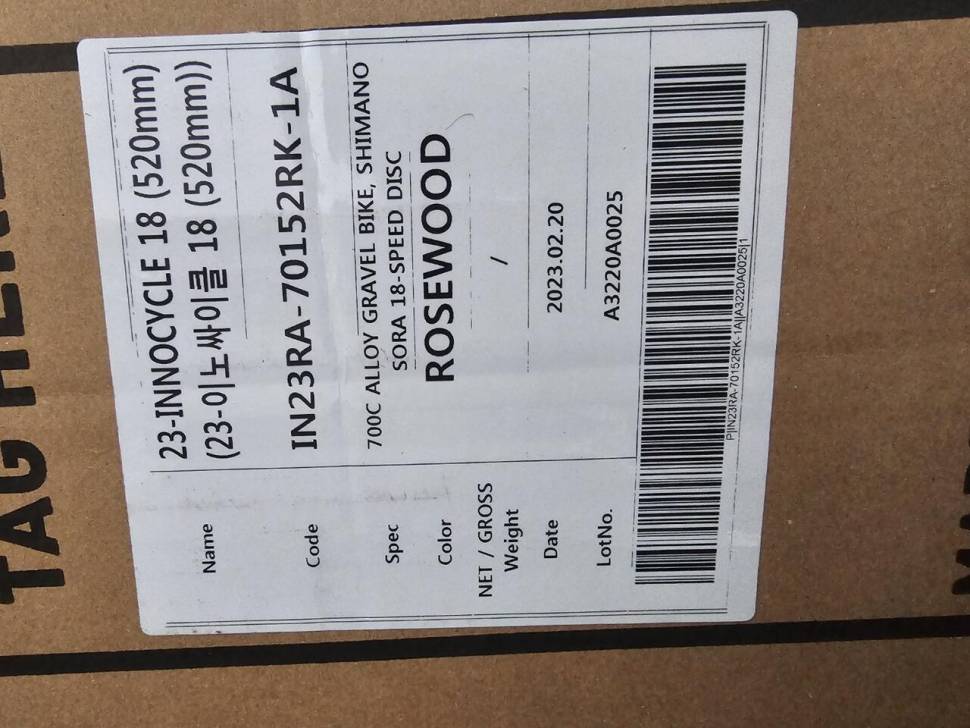 TAG HE
Name
23-INNOCYCLE 18 (520mm)
(23-이노싸이클 18 (520mm))
Code
IN23RA-70152RK-1A
Spec
700C ALLOY GRAVEL BIKE, SHIMANO
SORA 18-SPEED DISC
Color
ROSEWOOD
NET / GROSS
Weight
/
Date
2023.02.20
LotNo.
A3220A0025
P|IN23RA-70152RK-1A||A3220A0025|1